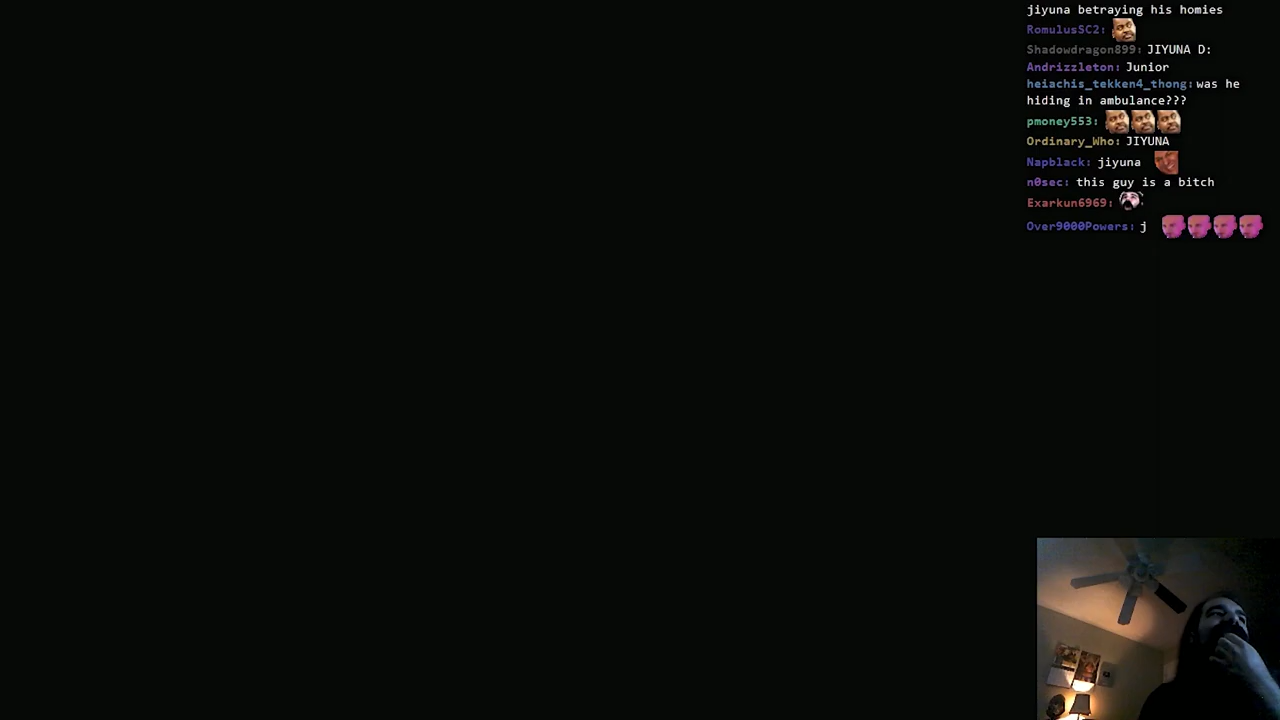 jiyuna betraying his homies
RomulusSC2:
Shadowdragon899: JIYUNA D:
Andrizzleton: Junior
heiachis_tekken4_thong: was he
hiding in ambulance???
pmoney553:
Ordinary_Who: JIYUNA
Napblack: jiyuna
n0sec: this guy is a bitch
Exarkun6969:
Over9000Powers: j